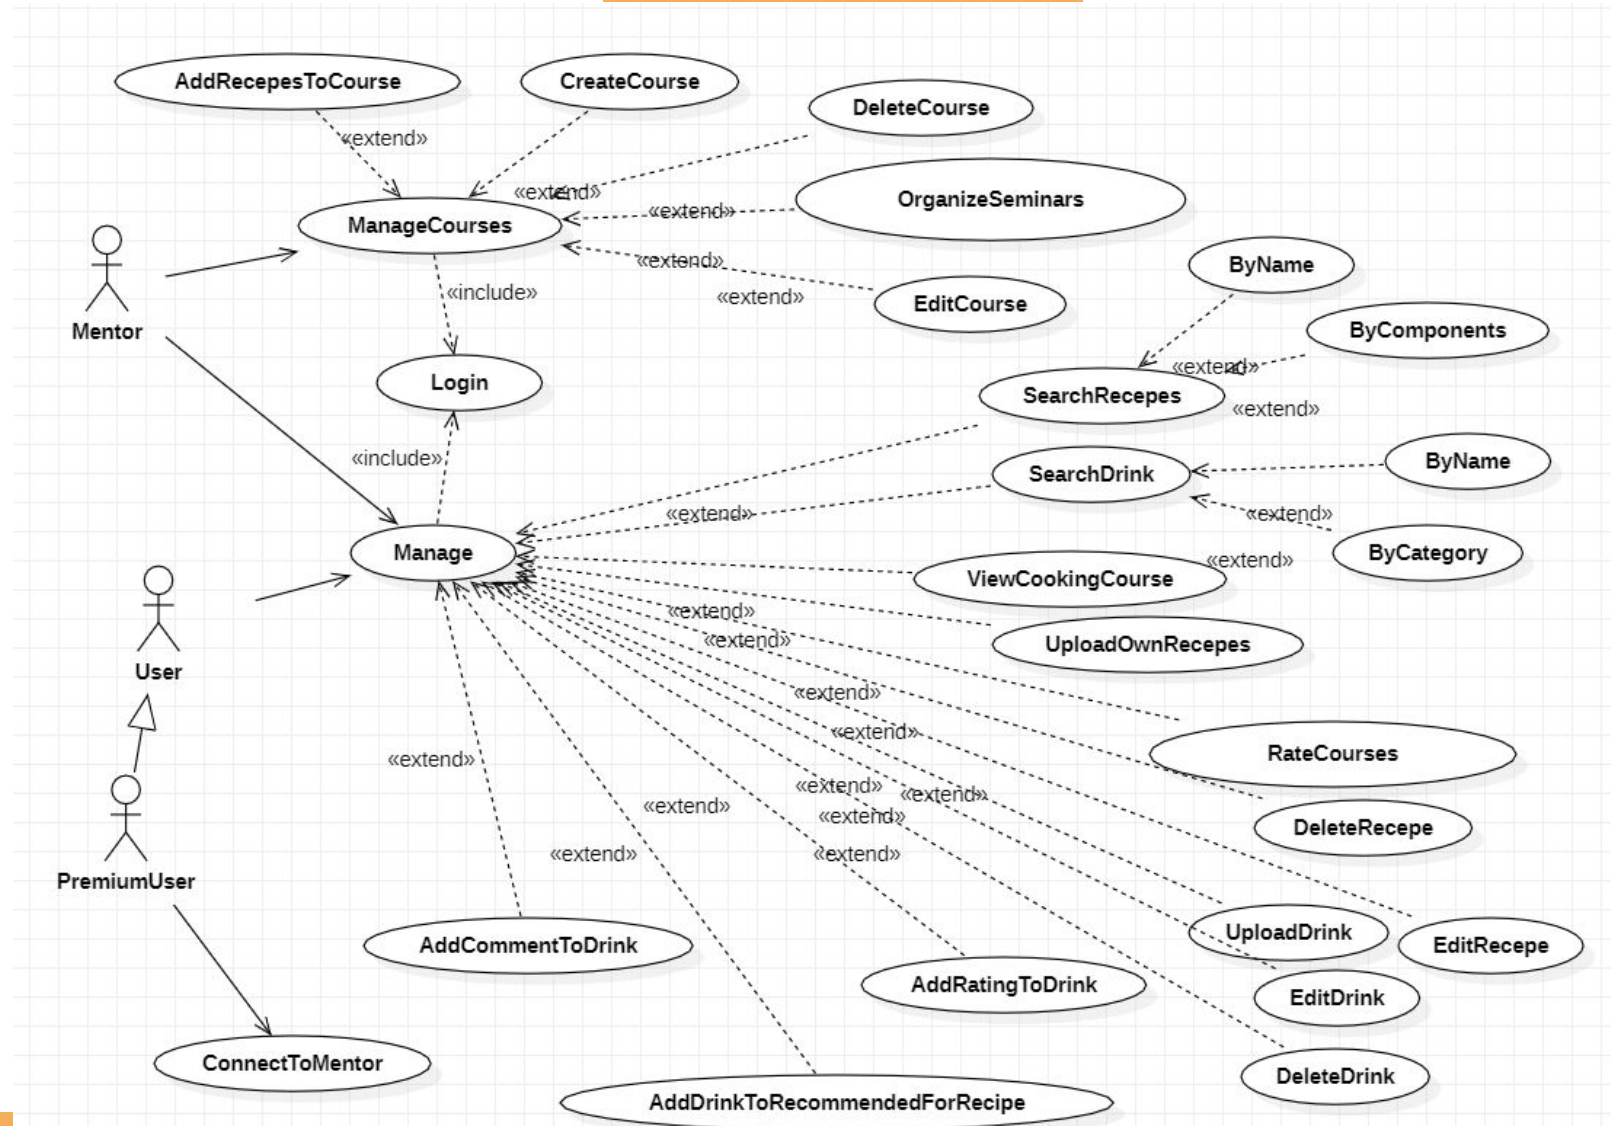 AddRecepesToCourse
CreateCourse
DeleteCourse
«extend»
«extend»
OrganizeSeminars
«extend»
ManageCourses
«extend»
ByName
«include»
«extend»
EditCourse
Mentor
ByComponents
«extend»
Login
SearchRecepes
«extend»
«include»
SearchDrink
ByName
«extend»
«extend»
Manage
ByCategory
«extend»
ViewCookingCourse
«extend»
«extend»
UploadOwnRecepes
User
«extend»
«extend»
RateCourses
«extend»
«extend»
«extend»
«extend»
«extend»
DeleteRecepe
«extend»
«extend»
PremiumUser
UploadDrink
AddCommentToDrink
EditRecepe
AddRatingToDrink
EditDrink
ConnectToMentor
DeleteDrink
AddDrinkToRecommendedForRecipe